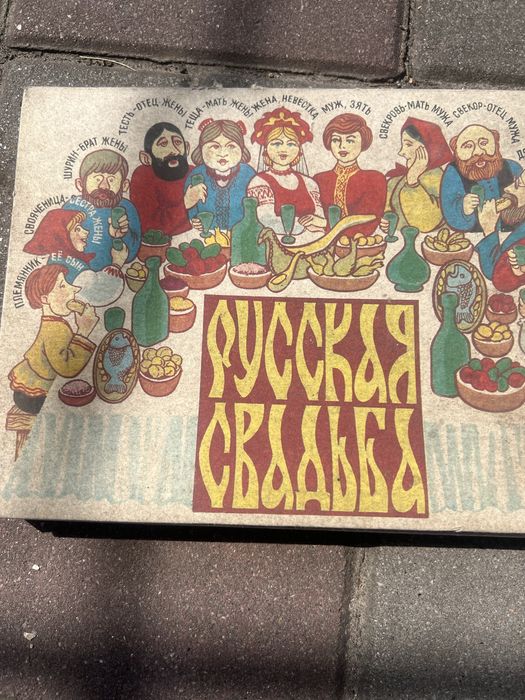 ПЛЕМЯННИК - ЕЁ СЫН
СВОЯЧЕНИЦА - СЕСТРА ЖЕНЫ
ШУРИН - БРАТ ЖЕНЫ
ТЕСТЬ - ОТЕЦ ЖЕНЫ
ТЕЩА - МАТЬ ЖЕНЫ
ЖЕНА, НЕВЕСТКА
МУЖ, ЗЯТЬ
СВЕКРОВЬ - МАТЬ МУЖА
СВЕКОР - ОТЕЦ МУЖА
РУССКАЯ
СВАДЬБА